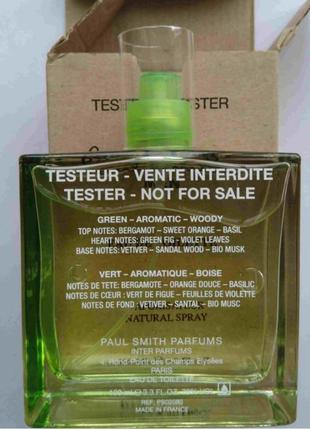 TESTER
TESTEUR - VENTE INTERDITE
TESTER - NOT FOR SALE
GREEN - AROMATIC - WOODY
TOP NOTES: BERGAMOT - SWEET ORANGE - BASIL
HEART NOTES: GREEN FIG - VIOLET LEAVES
BASE NOTES: VETIVER - SANDAL WOOD - BIO MUSK
VERT - AROMATIQUE - BOISE
NOTES DE TETE: BERGAMOTE - ORANGE DOUCE - BASILIC
NOTES DE CŒUR : VERT DE FIGUE - FEUILLES DE VIOLETTE
NOTES DE FOND : VETIVER - SANTAL - BIO MUSK
NATURAL SPRAY
PAUL SMITH PARFUMS
INTER PARFUMS
4, Rond-Point des Champs Elysées
PARIS
EAU DE TOILETTE
MADE IN FRANCE